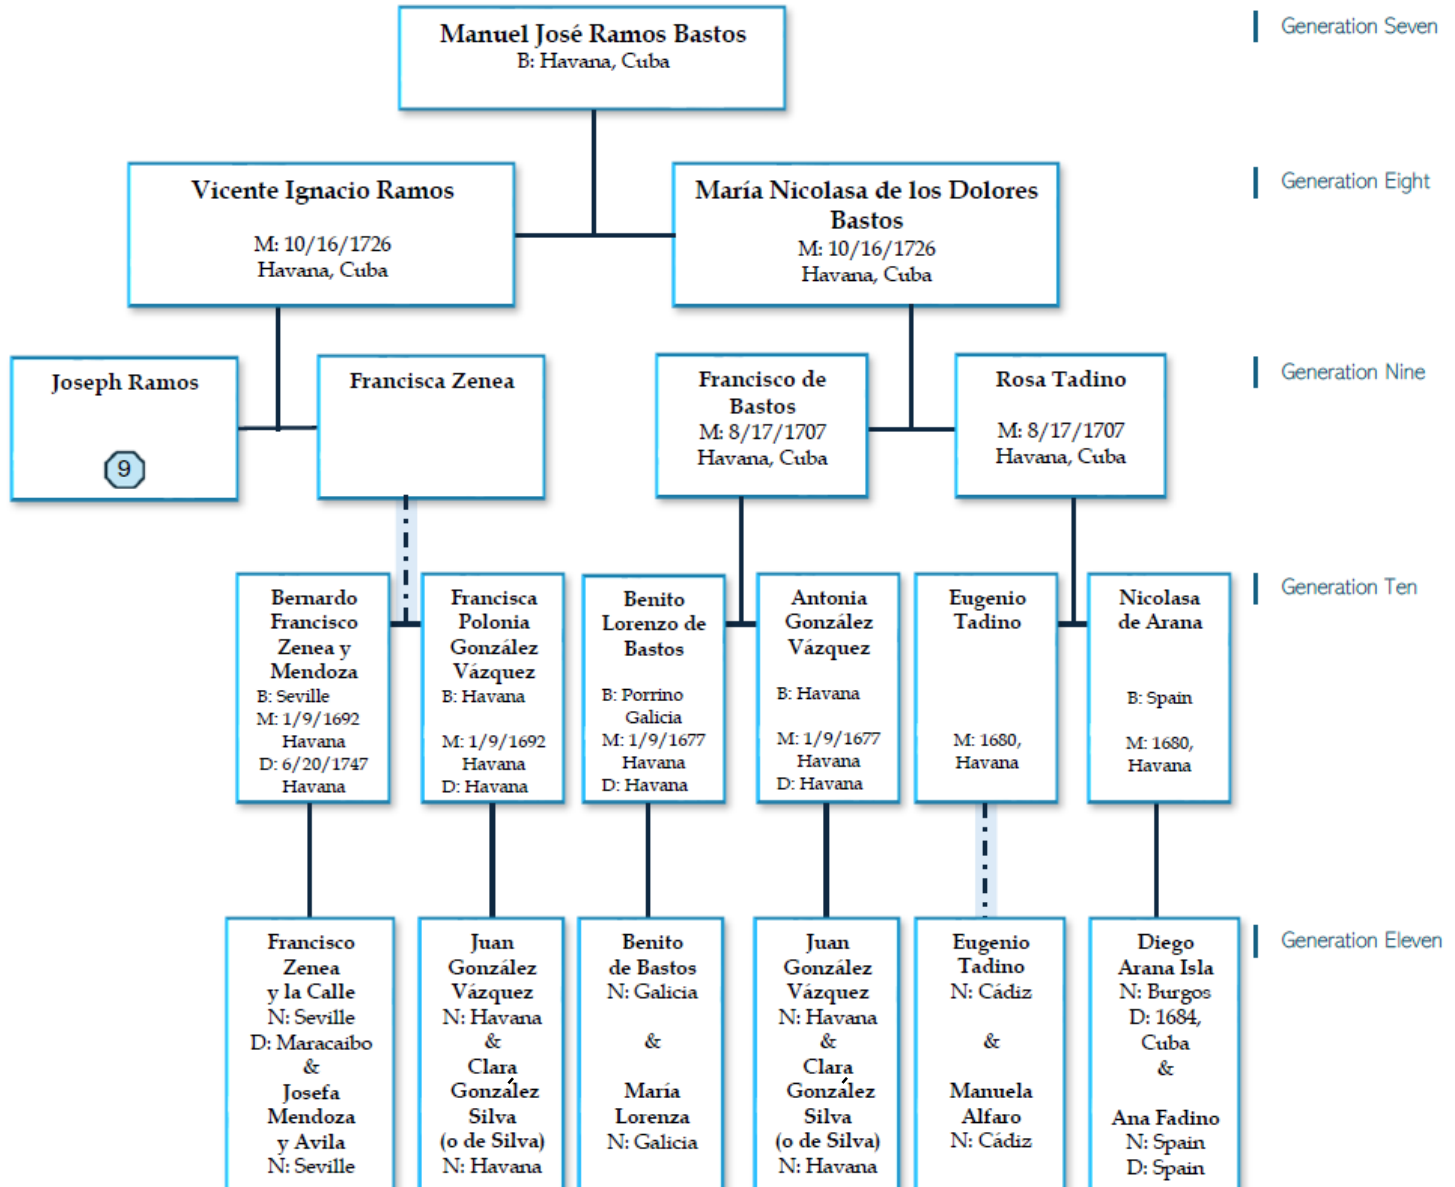 Manuel José Ramos Bastos
B: Havana, Cuba
Generation Seven
Vicente Ignacio Ramos
M: 10/16/1726
Havana, Cuba
María Nicolasa de los Dolores
Bastos
M: 10/16/1726
Havana, Cuba
Generation Eight
Joseph Ramos
9
Francisca Zenea
Francisco de
Bastos
M: 8/17/1707
Havana, Cuba
Rosa Tadino
M: 8/17/1707
Havana, Cuba
Generation Nine
Bernardo
Francisco
Zenea y
Mendoza
B: Seville
M: 1/9/1692
Havana
D: 6/20/1747
Havana
Francisca
Polonia
González
Vázquez
B: Havana
M: 1/9/1692
Havana
D: Havana
Benito
Lorenzo de
Bastos
B: Porrino
Galicia
M: 1/9/1677
Havana
D: Havana
Antonia
González
Vázquez
B: Havana
M: 1/9/1677
Havana
D: Havana
Eugenio
Tadino
M: 1680,
Havana
Nicolasa
de Arana
B: Spain
M: 1680,
Havana
Generation Ten
Francisco
Zenea
y la Calle
N: Seville
D: Maracaibo
&
Josefa
Mendoza
y Avila
N: Seville
Juan
González
Vázquez
N: Havana
&
Clara
González
Silva
(o de Silva)
N: Havana
Benito
de Bastos
N: Galicia
&
María
Lorenza
N: Galicia
Juan
González
Vázquez
N: Havana
&
Clara
González
Silva
(o de Silva)
N: Havana
Eugenio
Tadino
N: Cádiz
&
Manuela
Alfaro
N: Cádiz
Diego
Arana Isla
N: Burgos
D: 1684,
Cuba
&
Ana Fadino
N: Spain
D: Spain
Generation Eleven